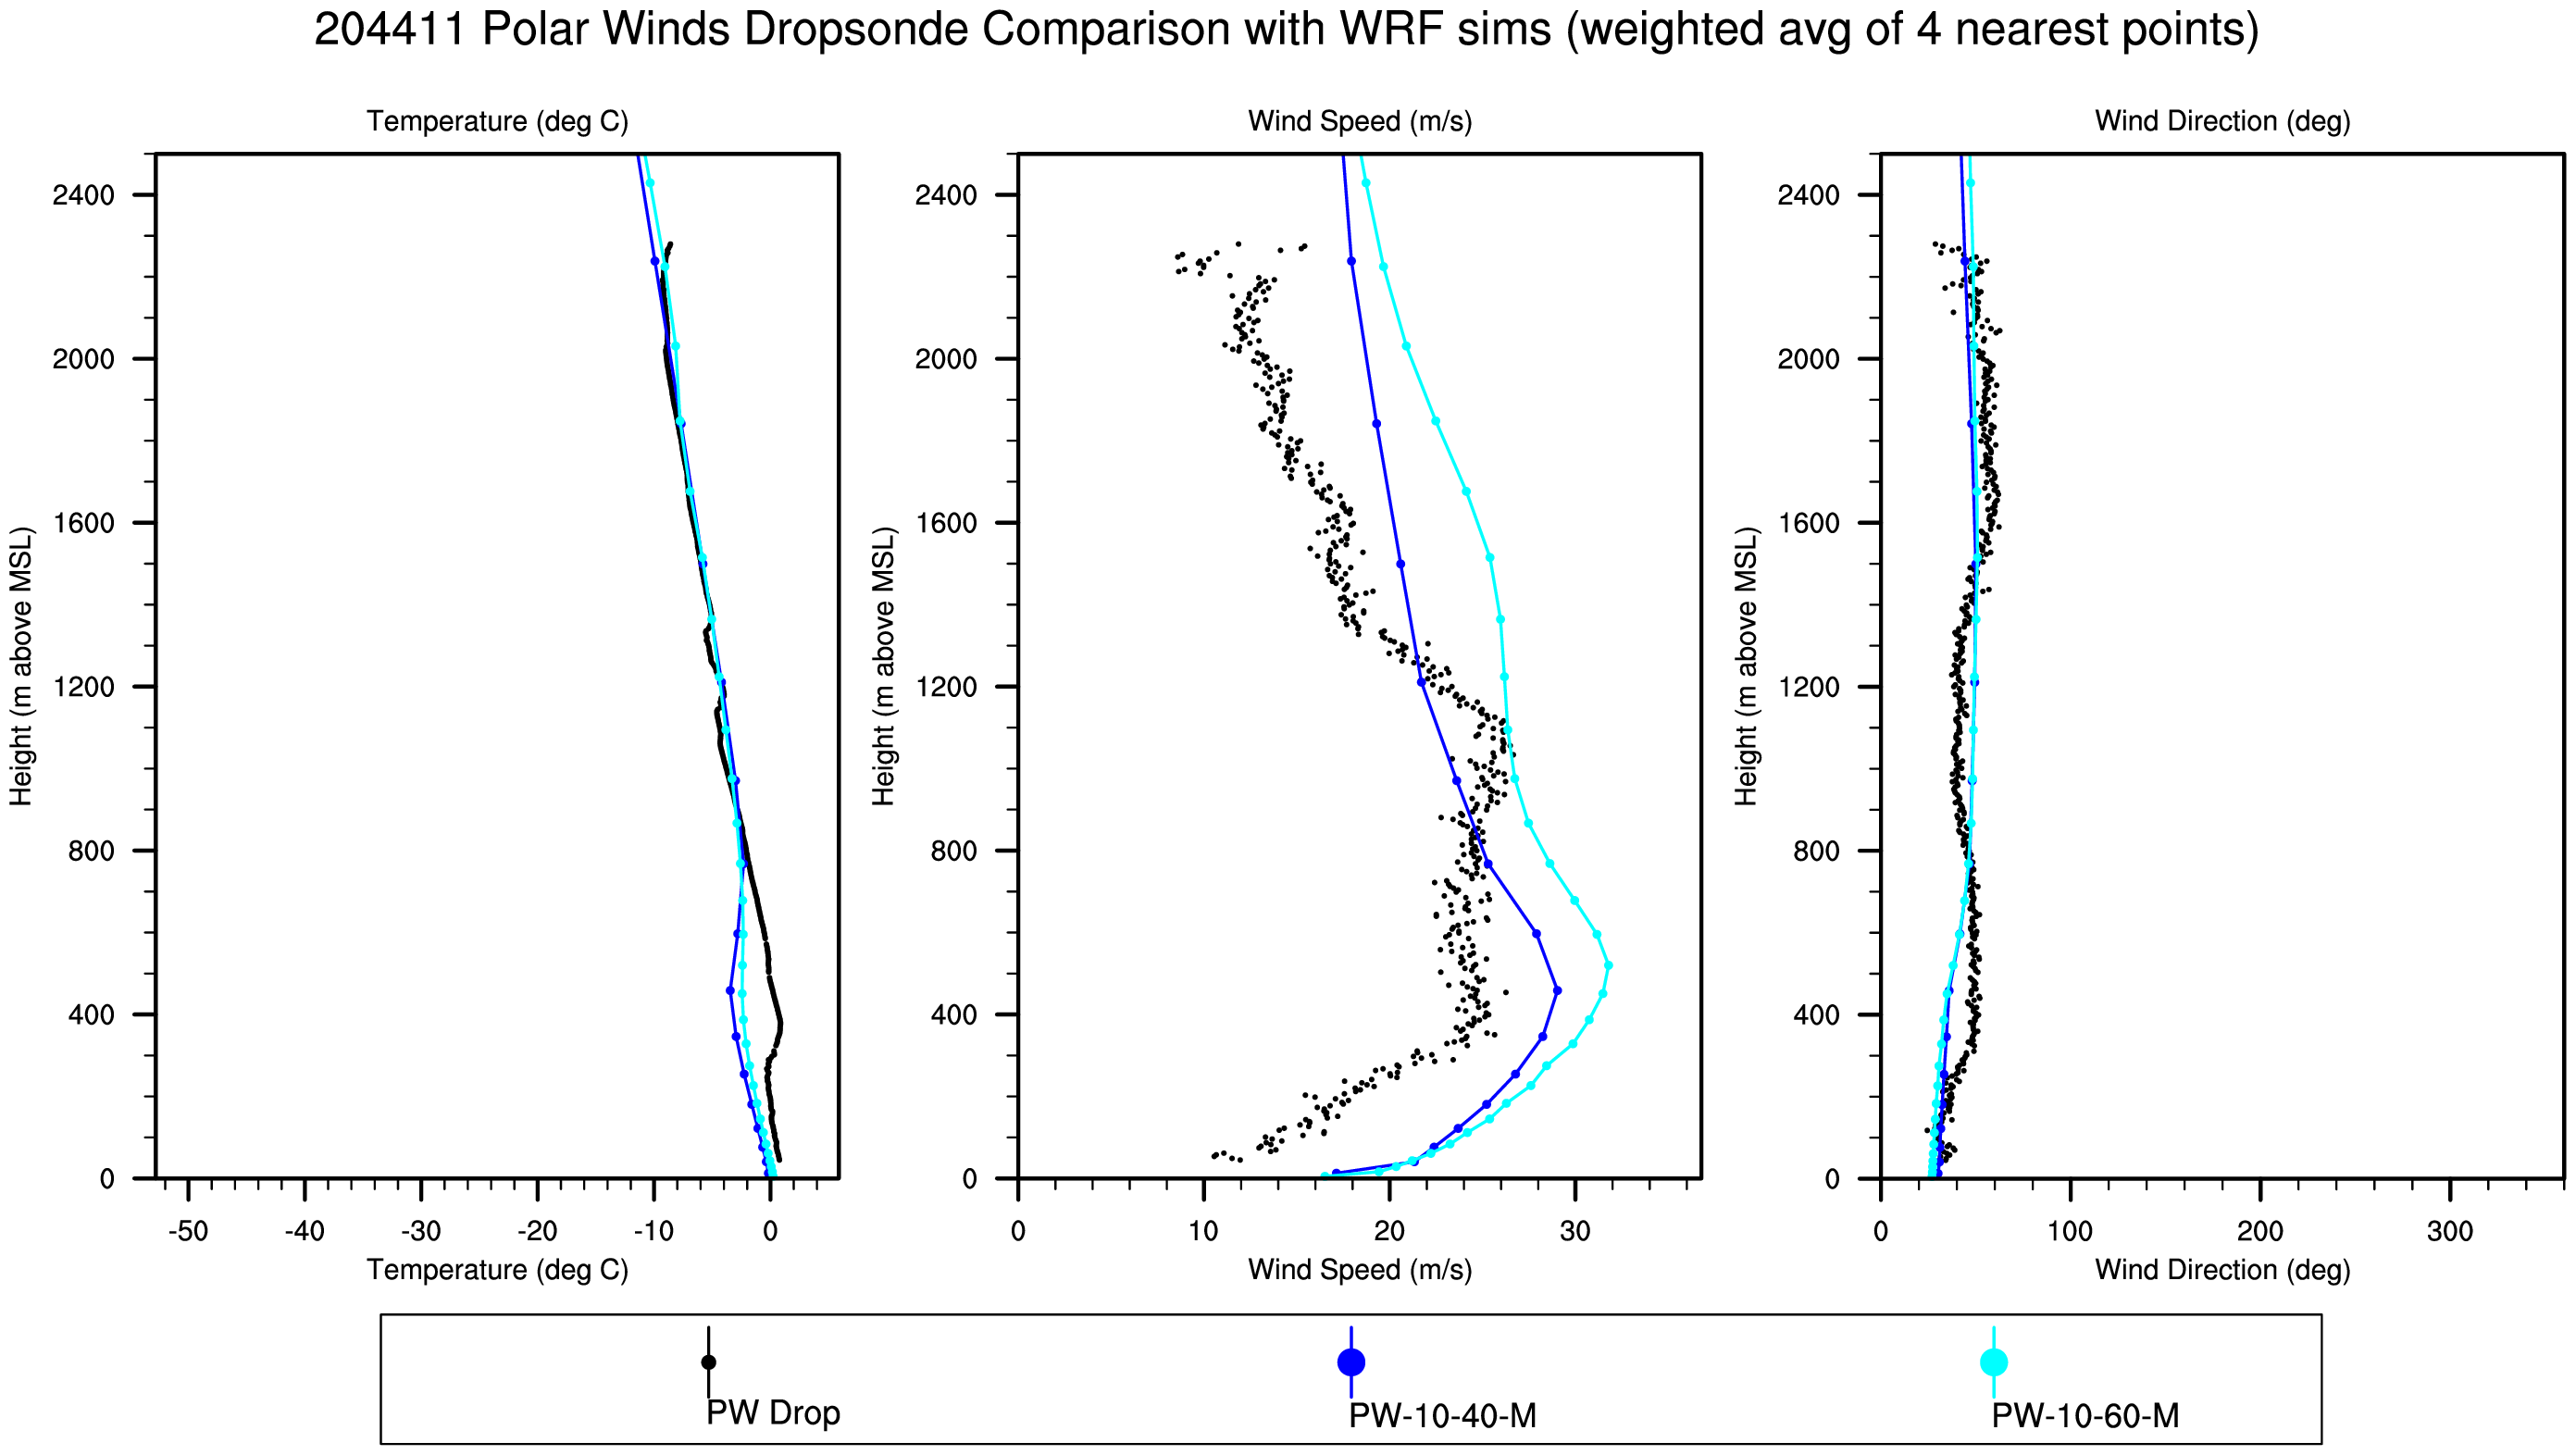 204411 Polar Winds Dropsonde Comparison with WRF sims (weighted avg of 4 nearest points)
Temperature (deg C)
Wind Speed (m/s)
Wind Direction (deg)
2400
2000
1600
1200
800
400
0
Height (m above MSL)
-50 -40 -30 -20 -10 0
Temperature (deg C)
2400
2000
1600
1200
800
400
0
Height (m above MSL)
0 10 20 30
Wind Speed (m/s)
2400
2000
1600
1200
800
400
0
Height (m above MSL)
0 100 200 300
Wind Direction (deg)
PW Drop
PW-10-40-M
PW-10-60-M